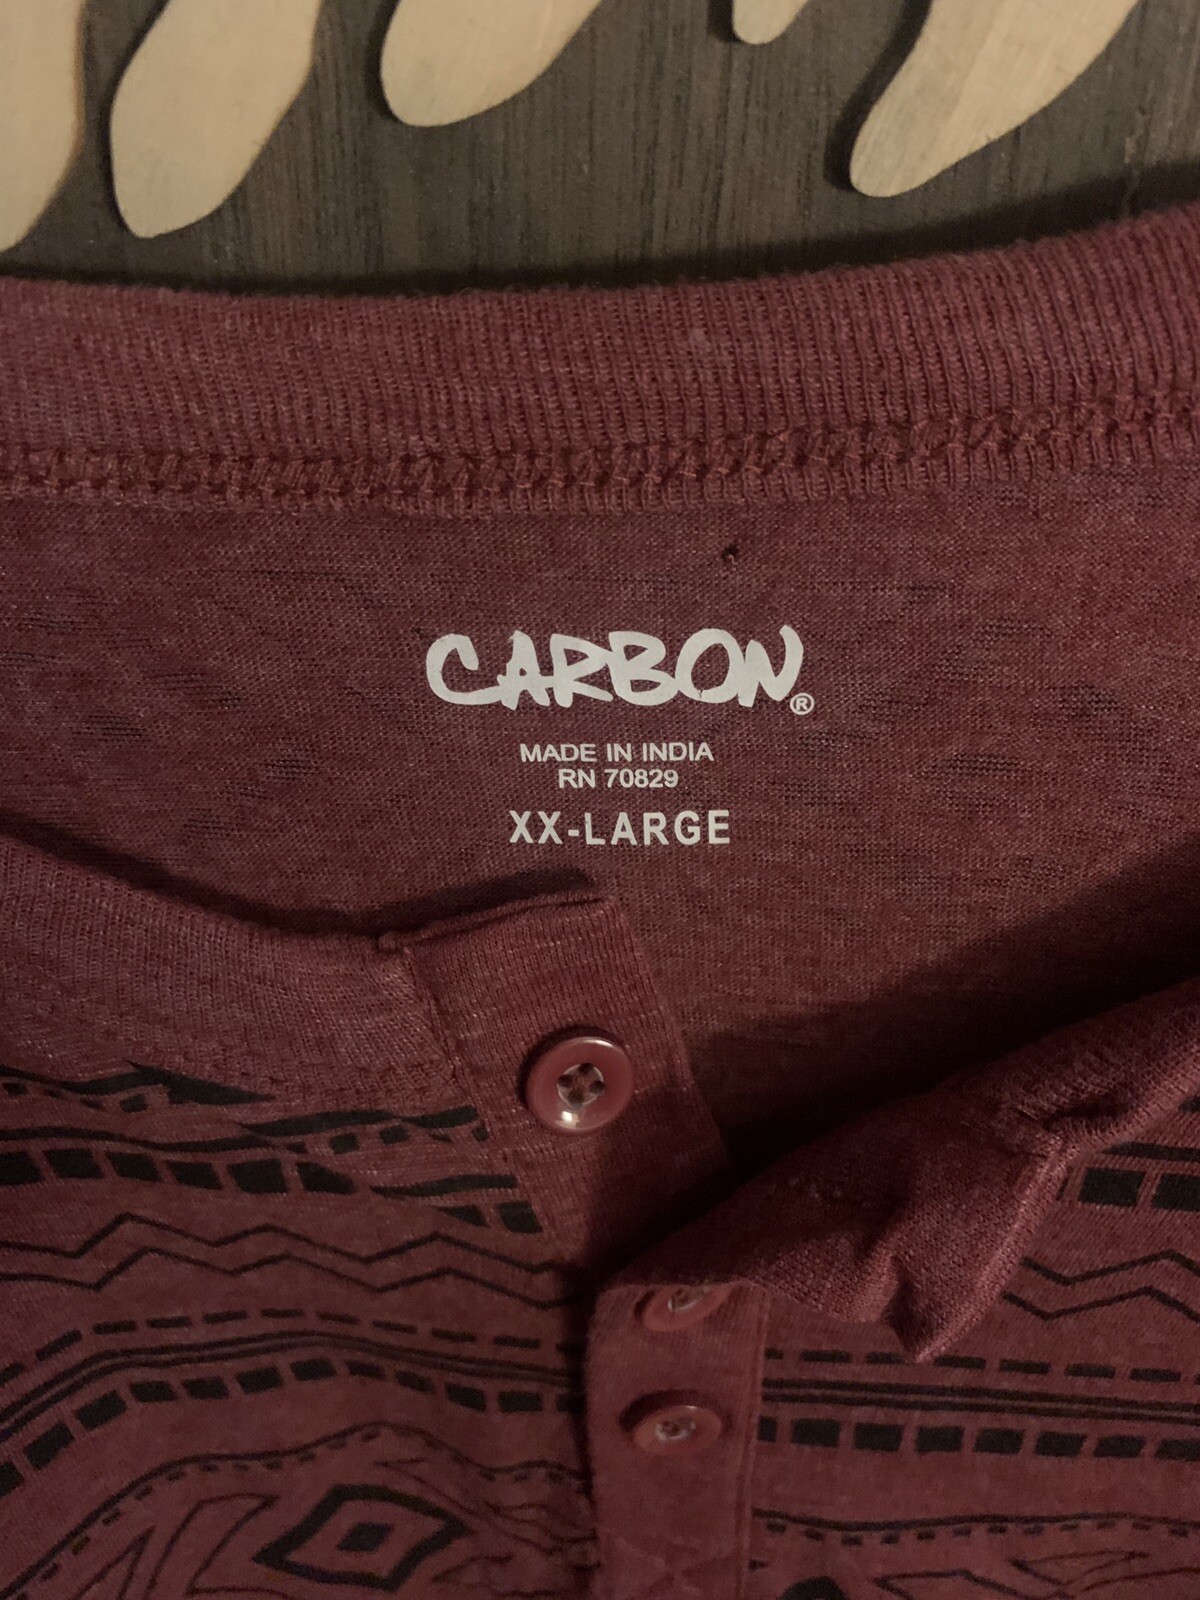 CARBON®
MADE IN INDIA
RN 70829
XX-LARGE